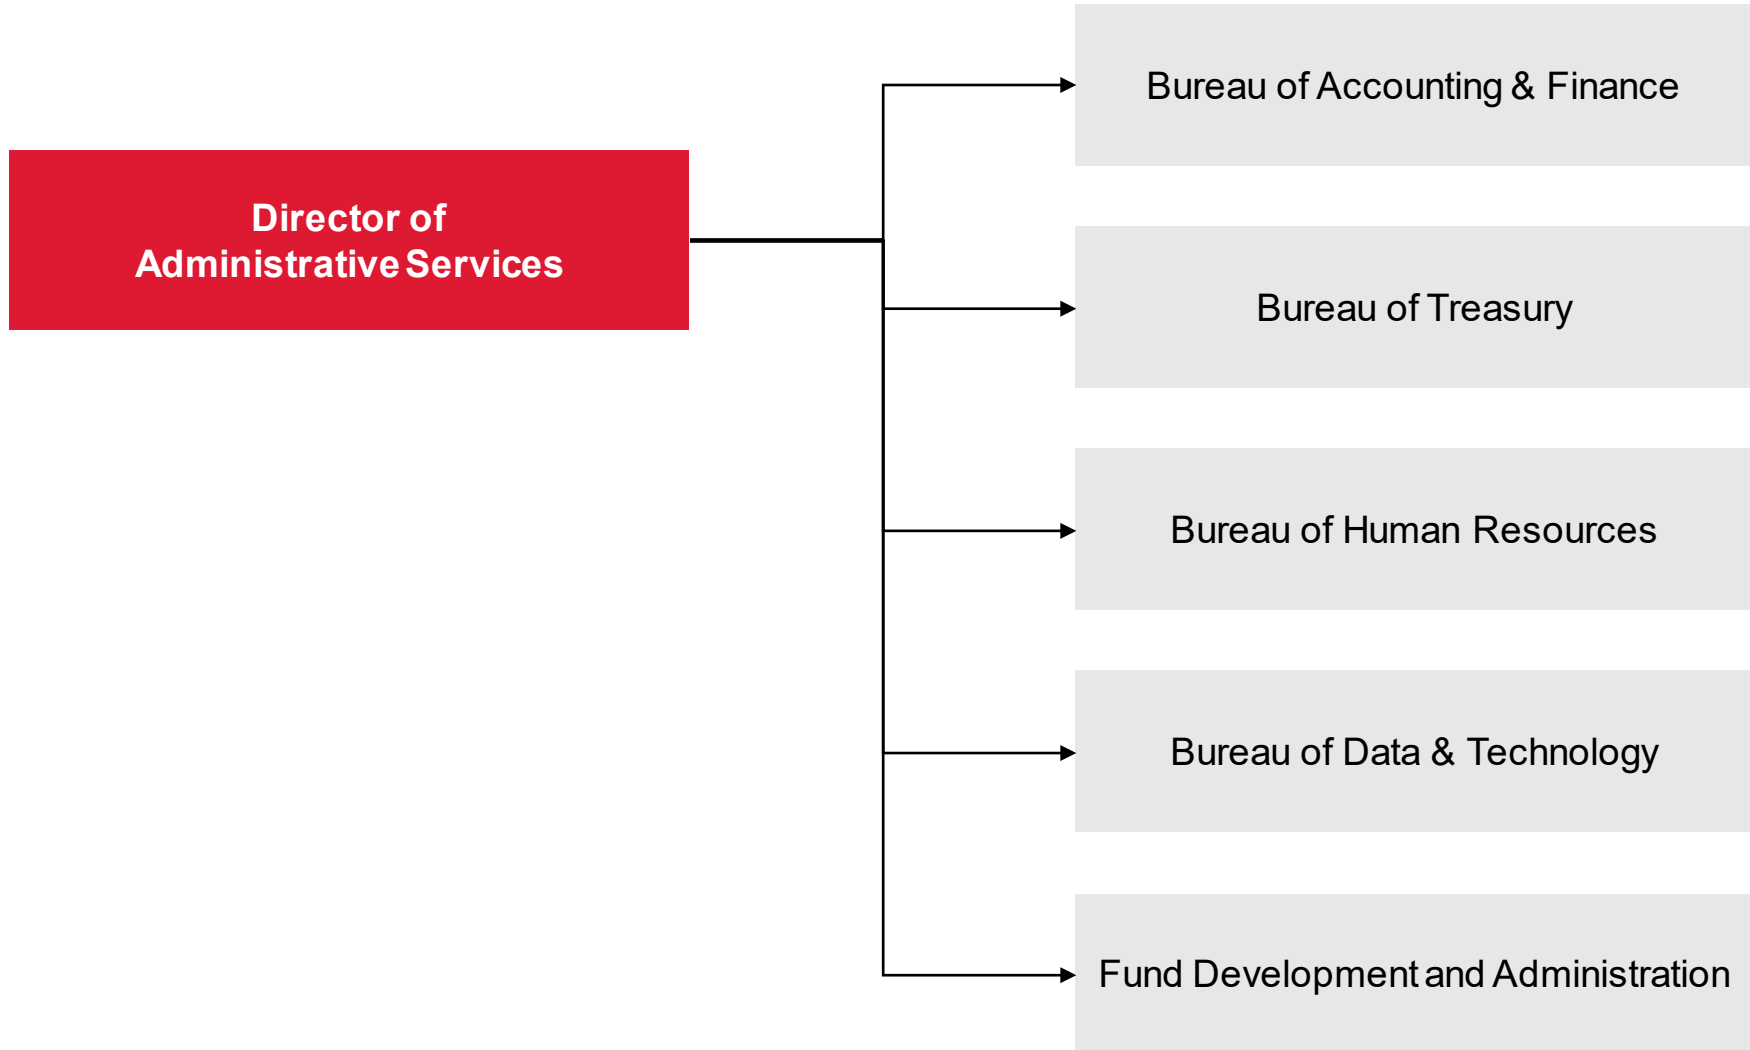 Director of
Administrative Services
Bureau of Accounting & Finance
Bureau of Treasury
Bureau of Human Resources
Bureau of Data & Technology
Fund Development and Administration